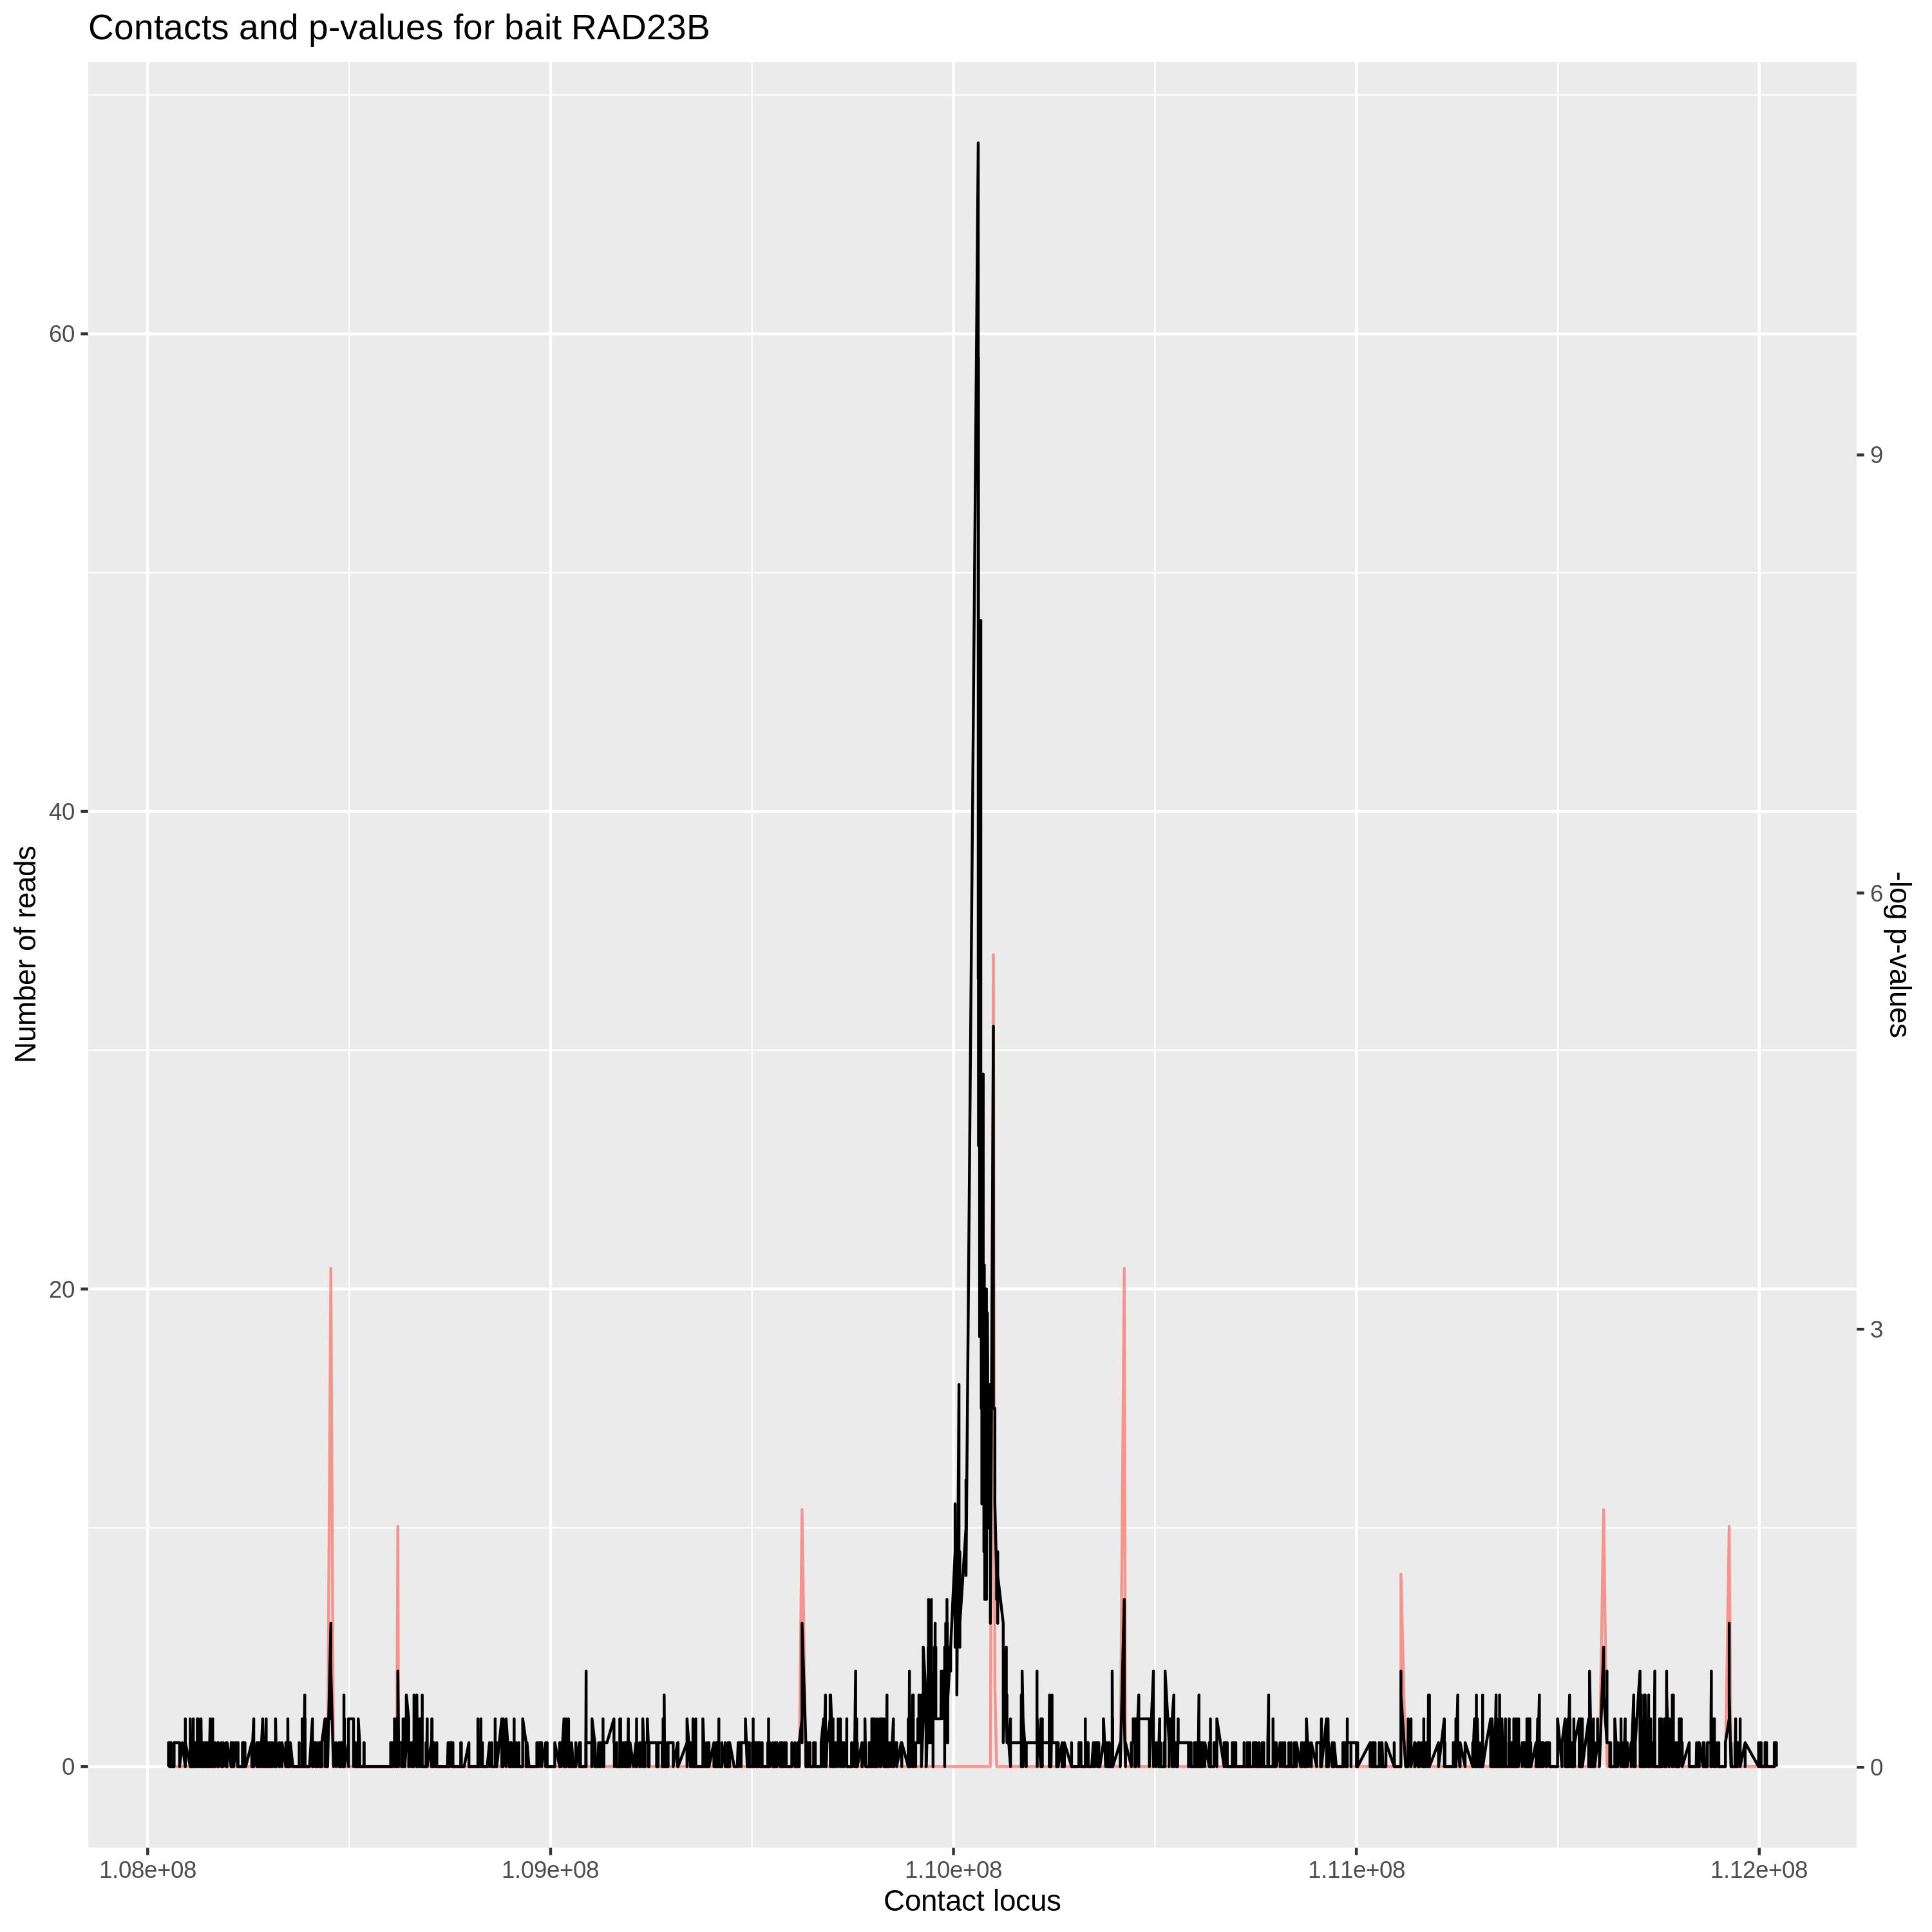 Contacts and p-values for bait RAD23B
60
40
20
0
Number of reads
9
6
3
0
-log p-values
1.08e+08
1.09e+08
1.10e+08
1.11e+08
1.12e+08
Contact locus